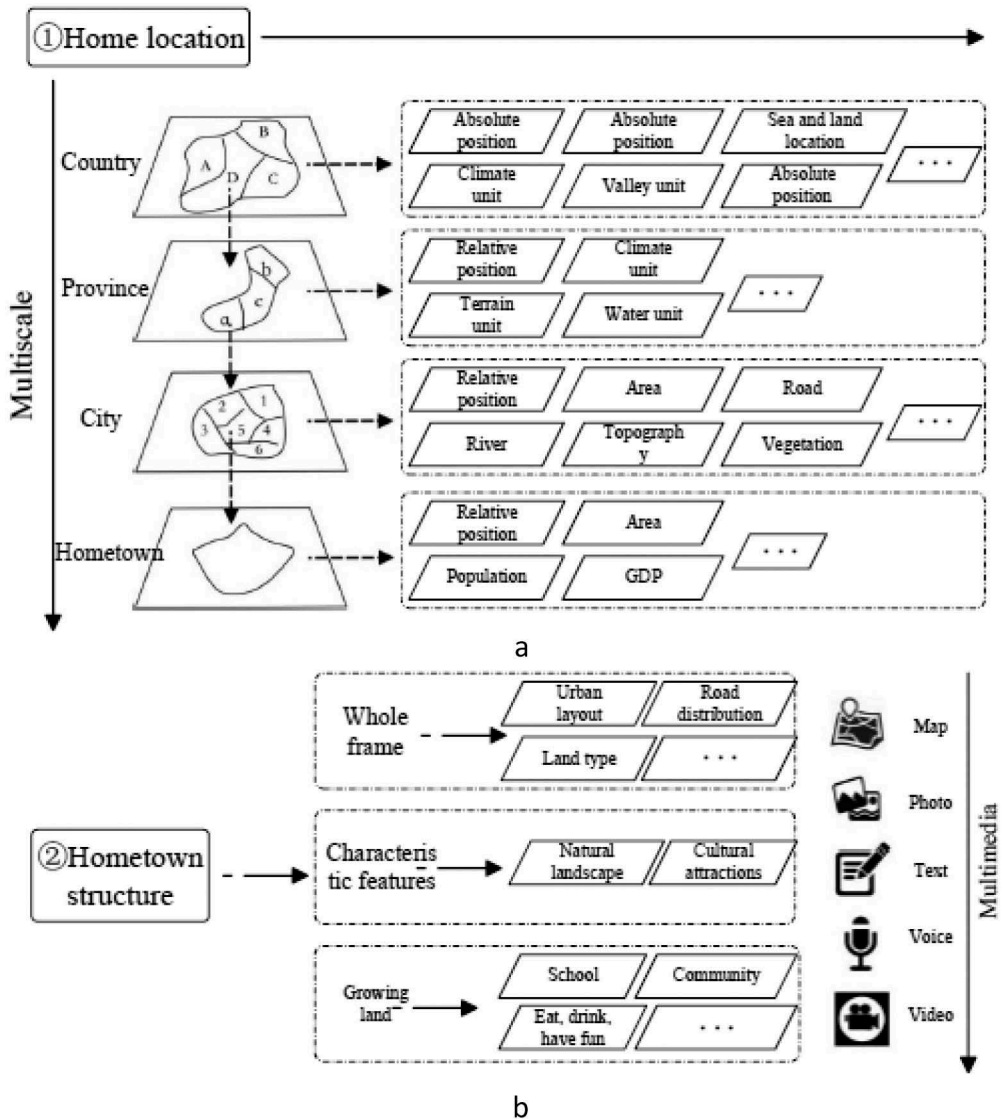 ①Home location
Multiscale
Country
A
B
C
D
Absolute
position
Absolute
position
Sea and land
location
Climate
unit
Valley unit
Absolute
position
• • •
Province
a
b
c
Relative
position
Climate
unit
Terrain
unit
Water unit
• • •
City
1
2
3
4
5
6
Relative
position
Area
Road
River
Topograph
y
Vegetation
• • •
Hometown
Relative
position
Area
Population
GDP
• • •
a
②Hometown
structure
Whole
frame
Urban
layout
Road
distribution
Land type
• • •
Characteris
tic features
Natural
landscape
Cultural
attractions
Growing
land
School
Community
Eat, drink,
have fun
• • •
Map
Photo
Text
Voice
Video
Multimedia
b